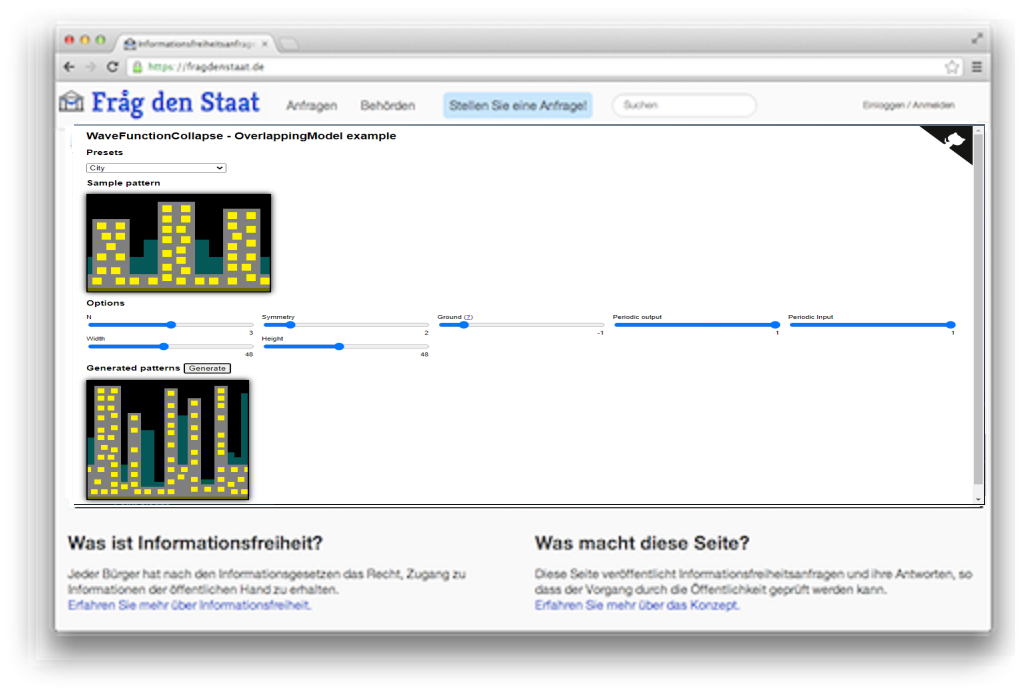 Informationsfreiheitsanfrag
https://fragdenstaat.de
Fråg den Staat
Anfragen
Behörden
Stellen Sie eine Anfrage!
Suchen
Einloggen / Anmelden
WaveFunctionCollapse - OverlappingModel example
Presets
City
Sample pattern
Options
N
Symmetry
Ground (?)
Periodic output
Periodic Input
3
2
-1
1
1
Width
Height
48
48
Generated patterns
Generate
Was ist Informationsfreiheit?
Jeder Bürger hat nach den Informationsgesetzen das Recht, Zugang zu
Informationen der öffentlichen Hand zu erhalten.
Erfahren Sie mehr über Informationsfreiheit.
Was macht diese Seite?
Diese Seite veröffentlicht Informationsfreiheitsanfragen und ihre Antworten, so
dass der Vorgang durch die Öffentlichkeit geprüft werden kann.
Erfahren Sie mehr über das Konzept.